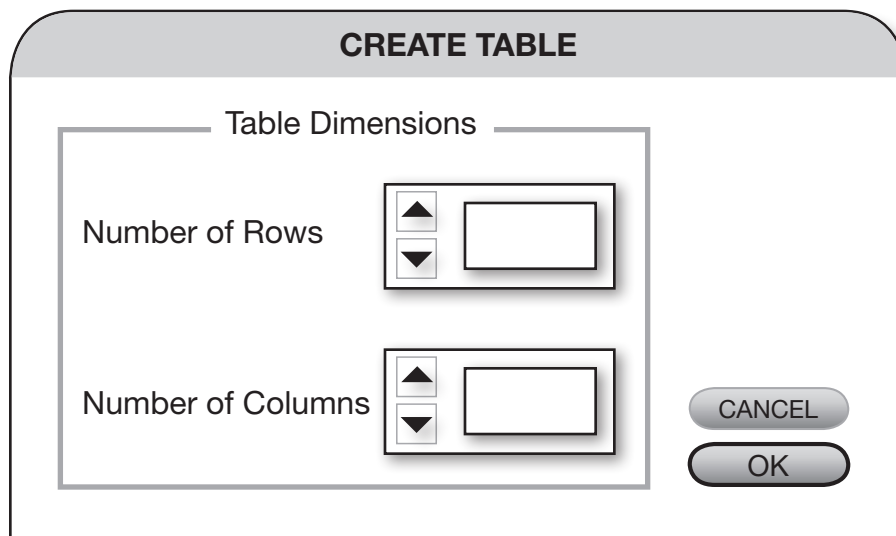 CREATE TABLE
Table Dimensions
Number of Rows
Number of Columns
CANCEL
OK